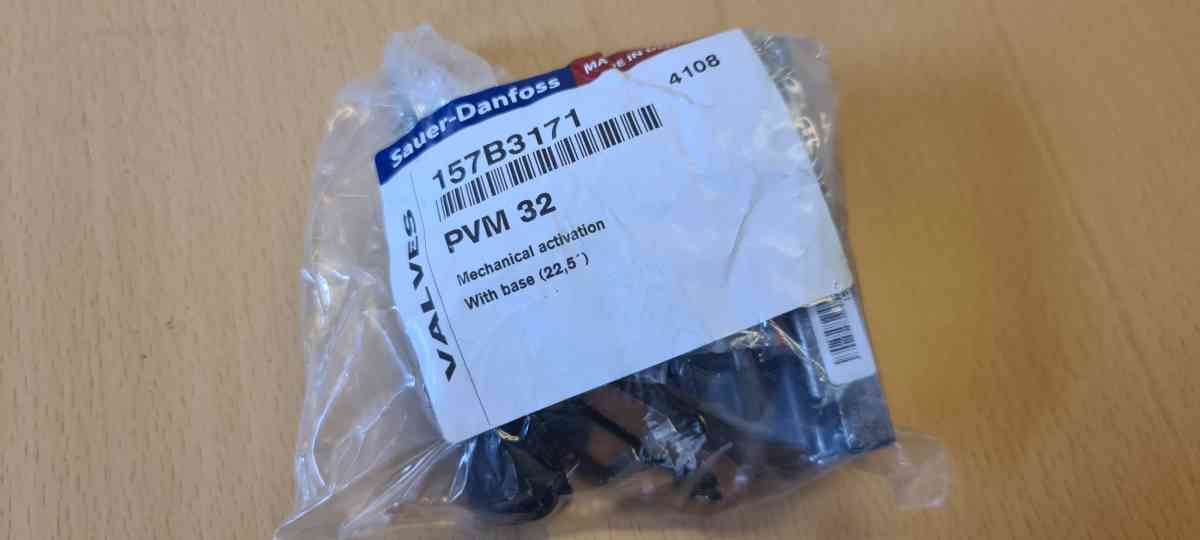 Sauer-Danfoss
4108
157B3171
PVM 32
Mechanical activation
With base (22,5´)
VALVES